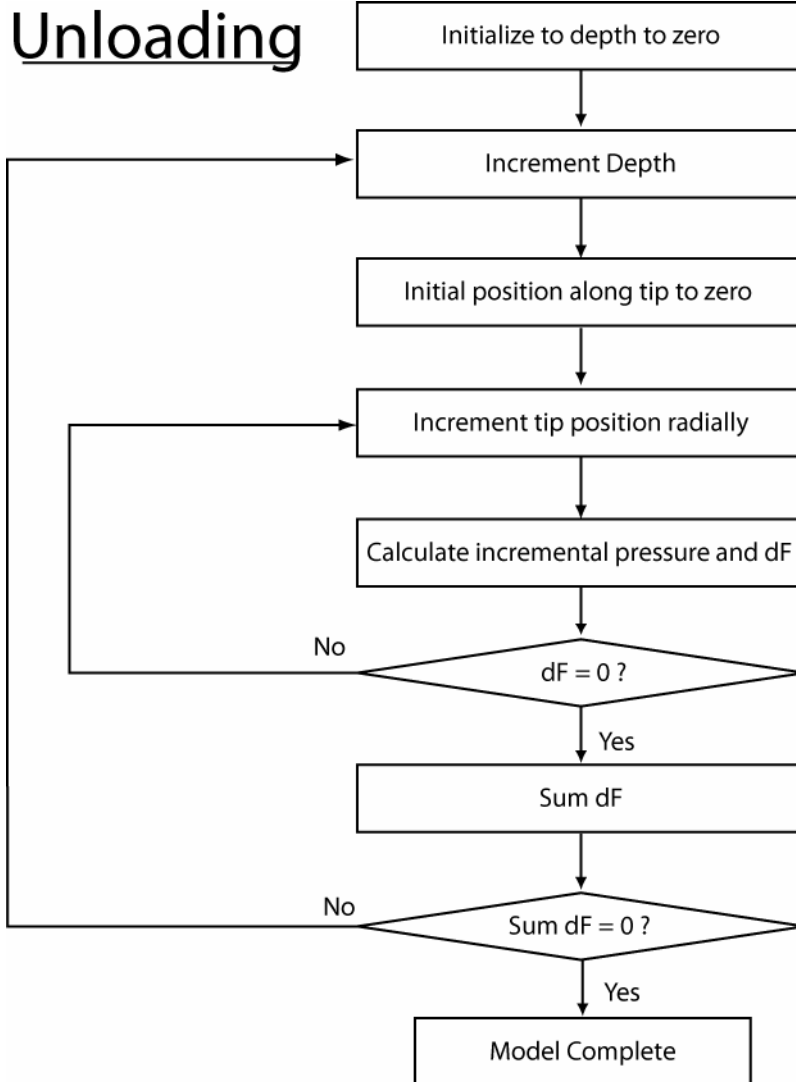 Unloading
Initialize to depth to zero
Increment Depth
Initial position along tip to zero
Increment tip position radially
Calculate incremental pressure and dF
No
dF = 0 ?
Yes
Sum dF
No
Sum dF = 0 ?
Yes
Model Complete